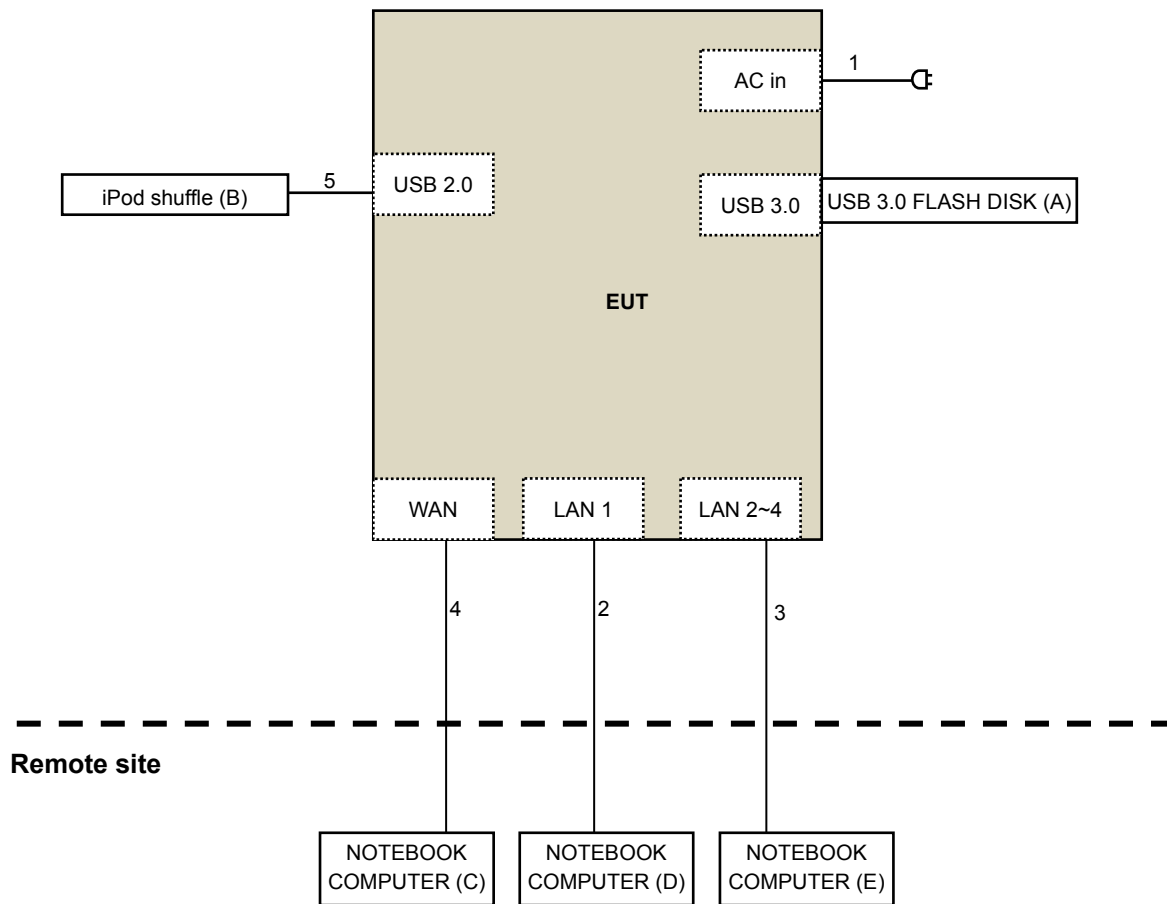 AC in
1
iPod shuffle (B)
5
USB 2.0
USB 3.0
USB 3.0 FLASH DISK (A)
EUT
WAN
LAN 1
LAN 2~4
4
2
3
Remote site
NOTEBOOK
COMPUTER (C)
NOTEBOOK
COMPUTER (D)
NOTEBOOK
COMPUTER (E)